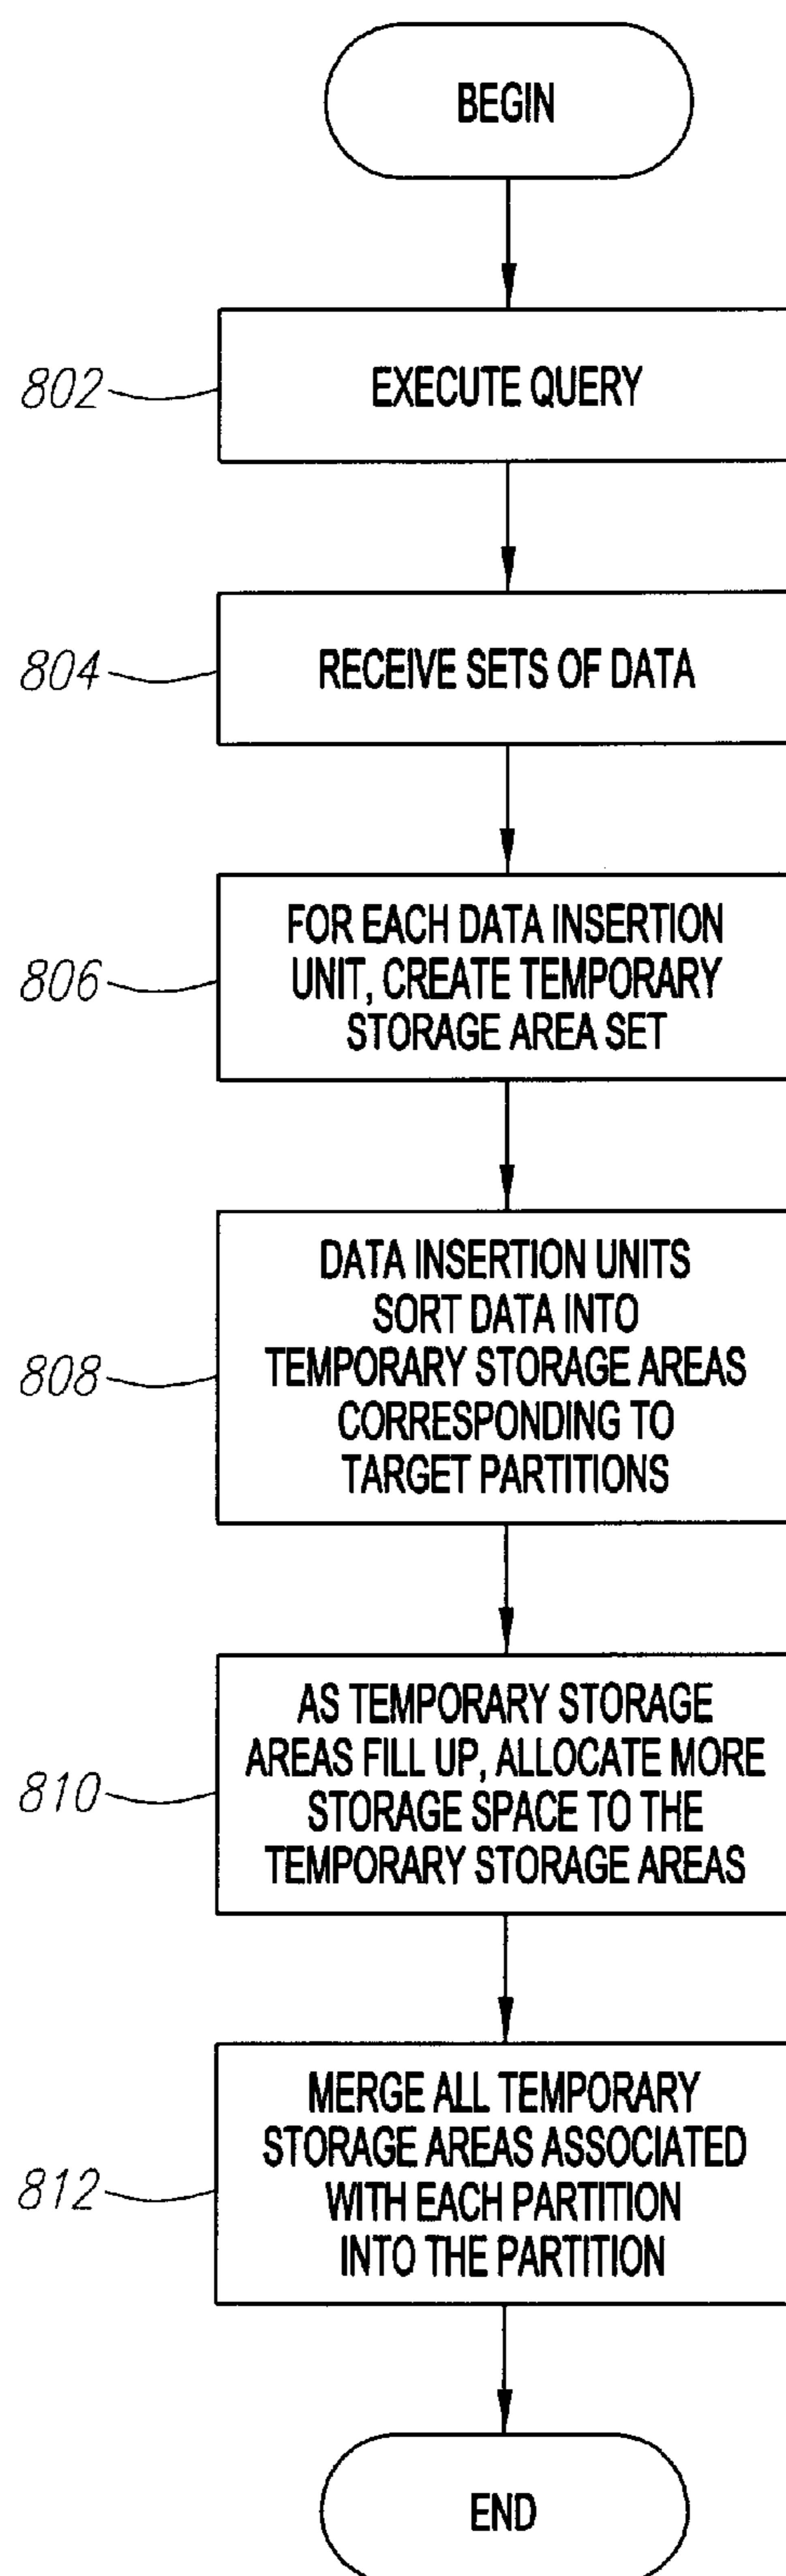 BEGIN
802
EXECUTE QUERY
804
RECEIVE SETS OF DATA
806
FOR EACH DATA INSERTION
UNIT, CREATE TEMPORARY
STORAGE AREA SET
808
DATA INSERTION UNITS
SORT DATA INTO
TEMPORARY STORAGE AREAS
CORRESPONDING TO
TARGET PARTITIONS
810
AS TEMPORARY STORAGE
AREAS FILL UP, ALLOCATE MORE
STORAGE SPACE TO THE
TEMPORARY STORAGE AREAS
812
MERGE ALL TEMPORARY
STORAGE AREAS ASSOCIATED
WITH EACH PARTITION
INTO THE PARTITION
END